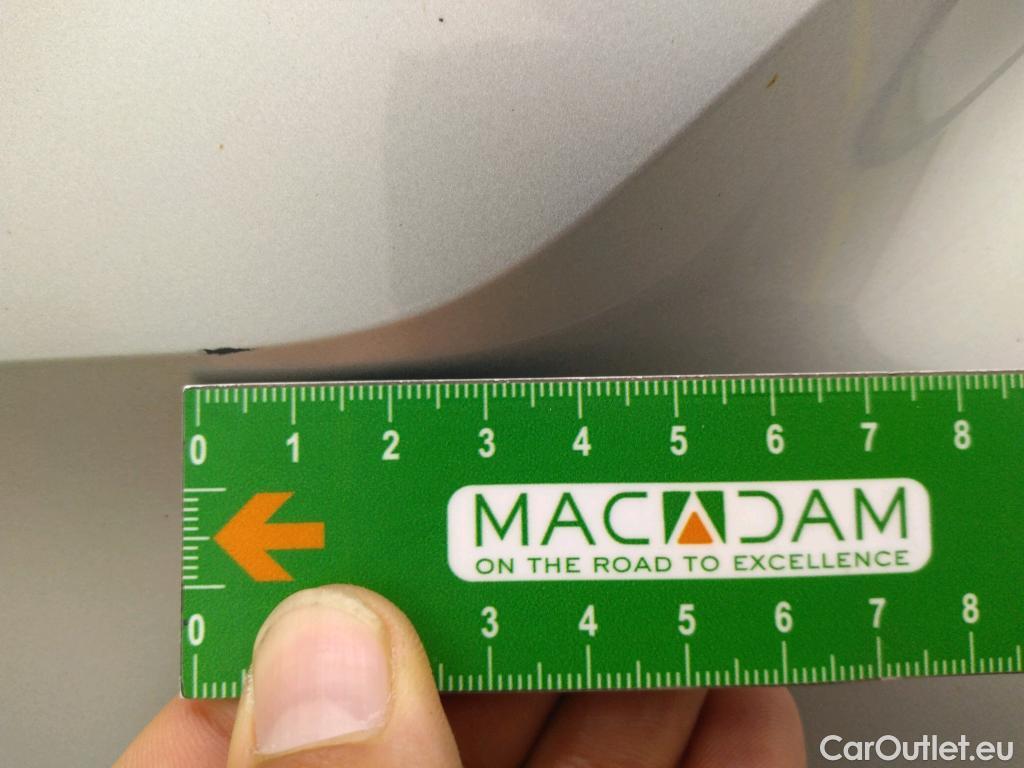 0 1 2 3 4 5 6 7 8
MACADAM
ON THE ROAD TO EXCELLENCE
0 3 4 5 6 7 8
CarOutlet.eu